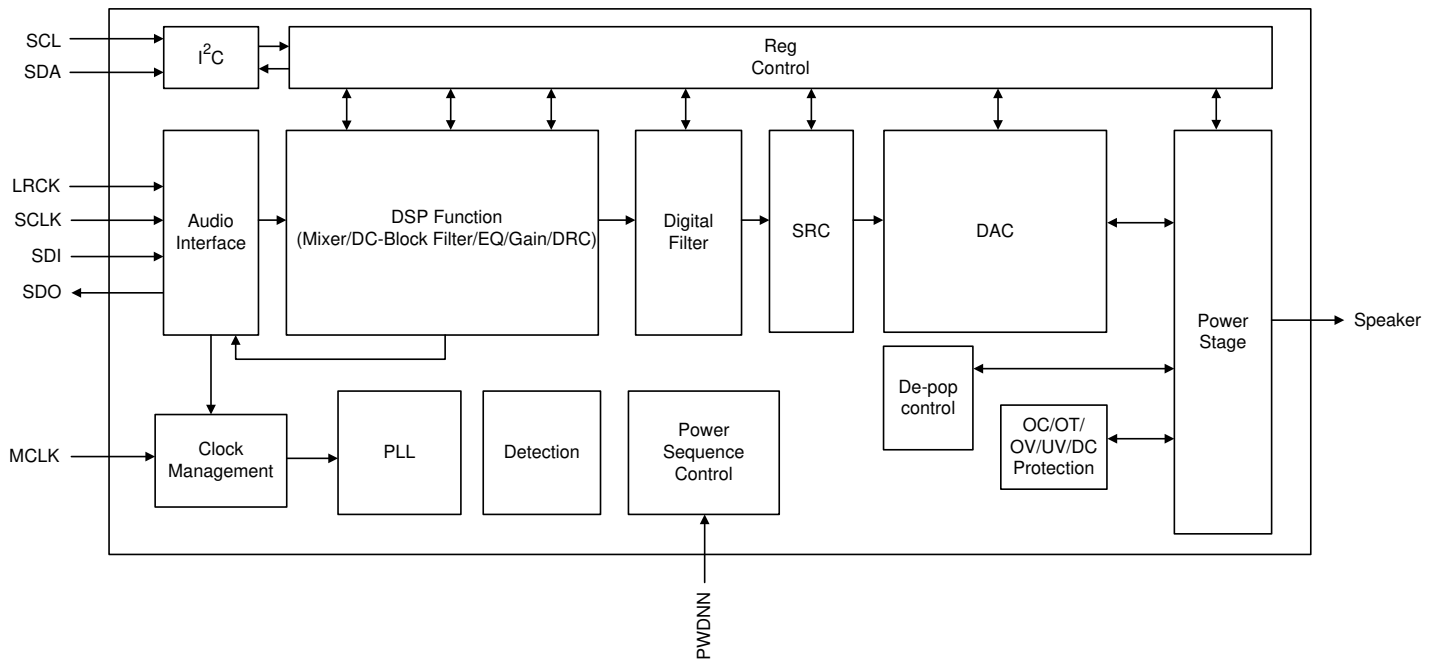 SCL
SDA
I²C
Reg
Control
LRCK
SCLK
SDI
SDO
Audio
Interface
DSP Function
(Mixer/DC-Block Filter/EQ/Gain/DRC)
Digital
Filter
SRC
DAC
Power
Stage
Speaker
De-pop
control
OC/OT/
OV/UV/DC
Protection
MCLK
Clock
Management
PLL
Detection
Power
Sequence
Control
PWDNN